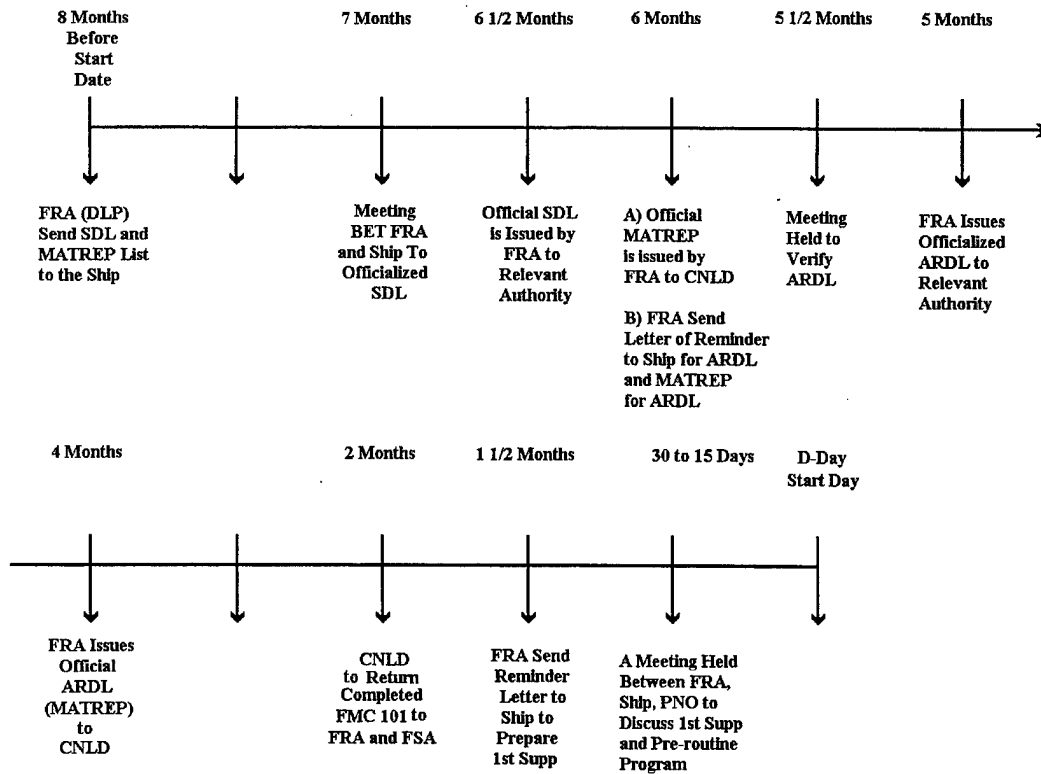 8 Months
Before
Start
Date
7 Months
6 1/2 Months
6 Months
5 1/2 Months
5 Months
FRA (DLP)
Send SDL and
MATREP List
to the Ship
Meeting
BET FRA
and Ship To
Officialized
SDL
Official SDL
is Issued by
FRA to
Relevant
Authority
A) Official
MATREP
is issued by
FRA to CNLD
B) FRA Send
Letter of Reminder
to Ship for ARDL
and MATREP
for ARDL
Meeting
Held to
Verify
ARDL
FRA Issues
Officialized
ARDL to
Relevant
Authority
4 Months
2 Months
1 1/2 Months
30 to 15 Days
D-Day
Start Day
FRA Issues
Official
ARDL
(MATREP)
to
CNLD
CNLD
to Return
Completed
FMC 101 to
FRA and FSA
FRA Send
Reminder
Letter to
Ship to
Prepare
1st Supp
A Meeting Held
Between FRA,
Ship, PNO to
Discuss 1st Supp
and Pre-routine
Program